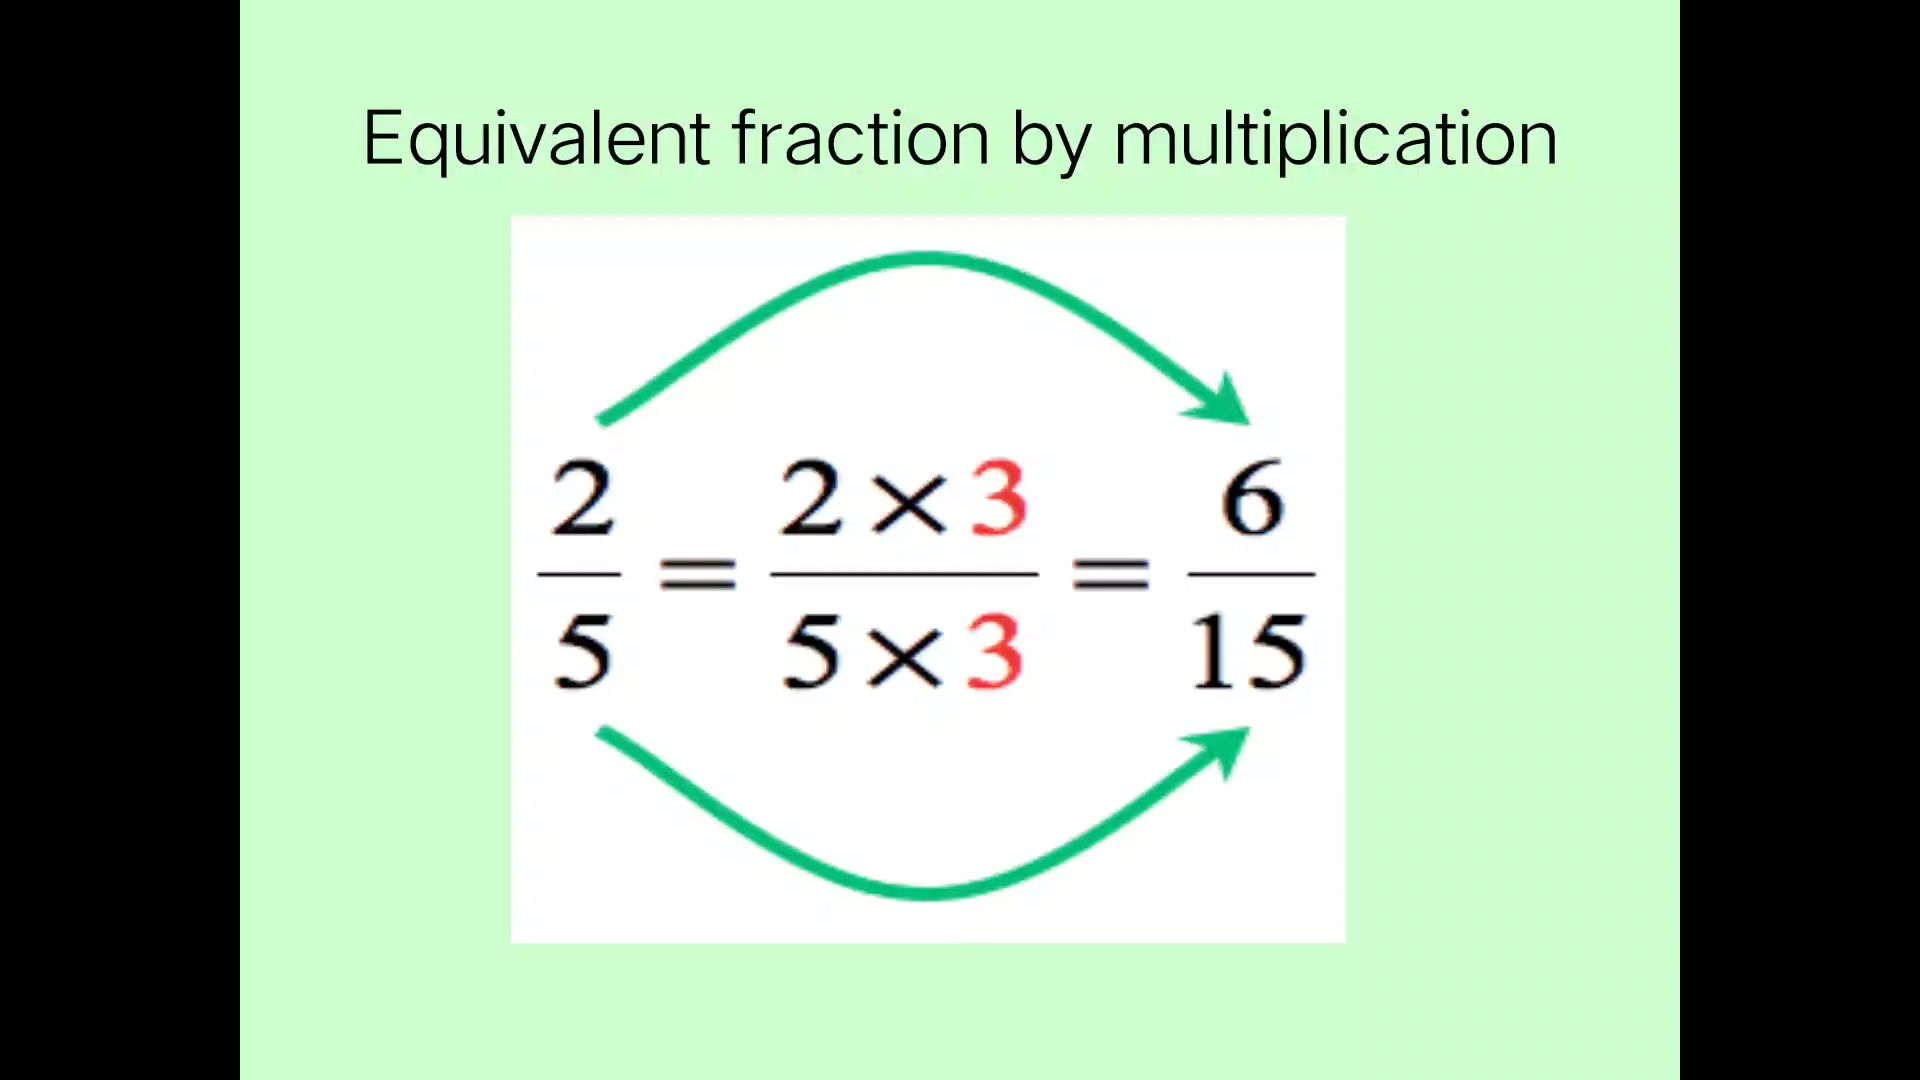 Equivalent fraction by multiplication
2/5 = 2×3/5×3 = 6/15